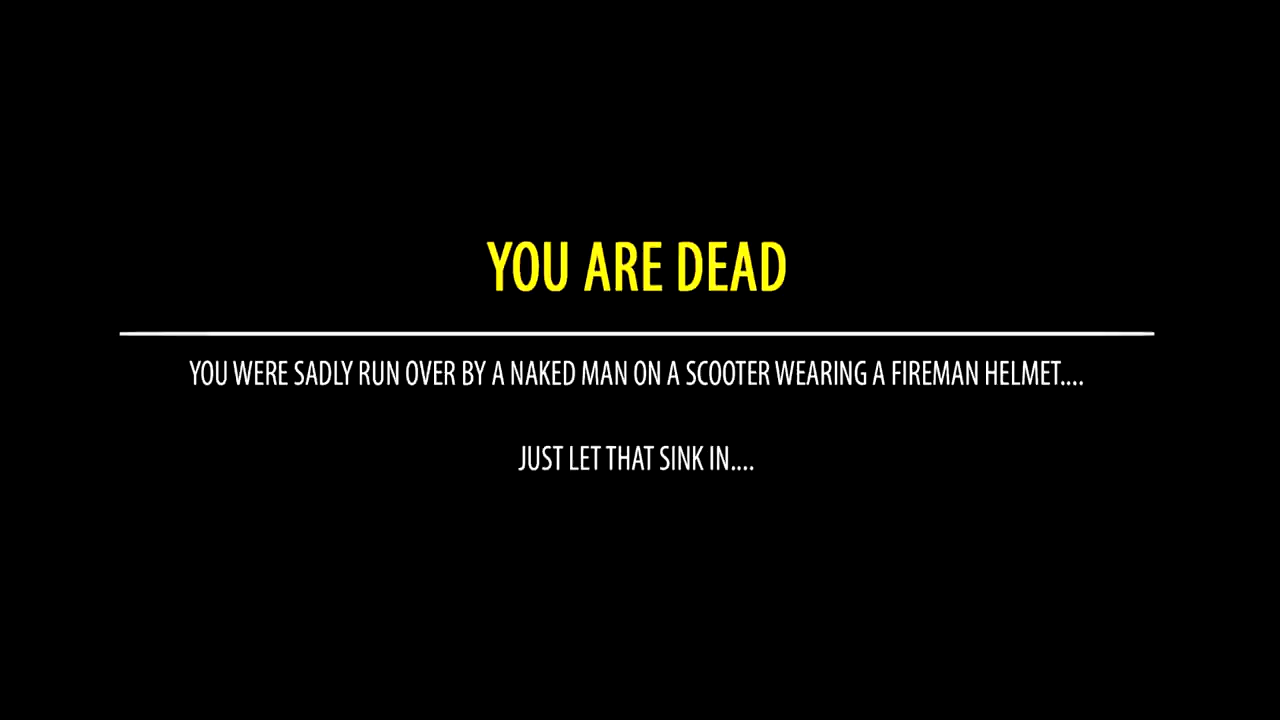 YOU ARE DEAD
YOU WERE SADLY RUN OVER BY A NAKED MAN ON A SCOOTER WEARING A FIREMAN HELMET....
JUST LET THAT SINK IN....